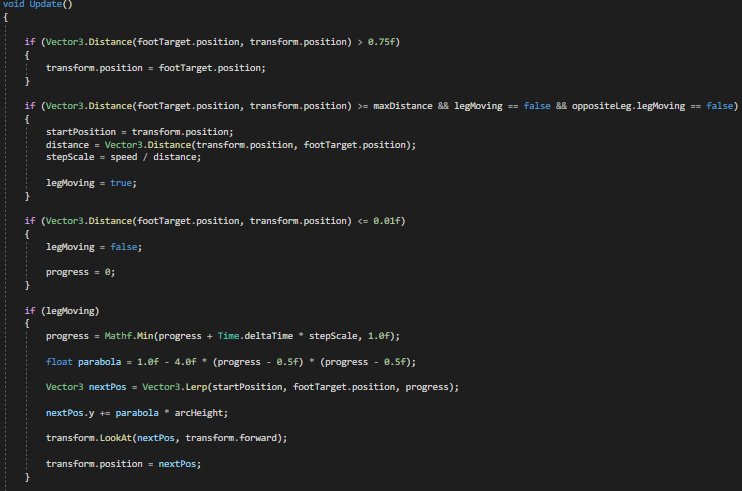 void Update()
{
if (Vector3.Distance(footTarget.position, transform.position) > 0.75f)
{
transform.position = footTarget.position;
}
if (Vector3.Distance(footTarget.position, transform.position) >= maxDistance && legMoving == false && oppositeLeg.legMoving == false)
{
startPosition = transform.position;
distance = Vector3.Distance(transform.position, footTarget.position);
stepScale = speed / distance;
legMoving = true;
}
if (Vector3.Distance(footTarget.position, transform.position) <= 0.01f)
{
legMoving = false;
progress = 0;
}
if (legMoving)
{
progress = Mathf.Min(progress + Time.deltaTime * stepScale, 1.0f);
float parabola = 1.0f - 4.0f * (progress - 0.5f) * (progress - 0.5f);
Vector3 nextPos = Vector3.Lerp(startPosition, footTarget.position, progress);
nextPos.y += parabola * arcHeight;
transform.LookAt(nextPos, transform.forward);
transform.position = nextPos;
}